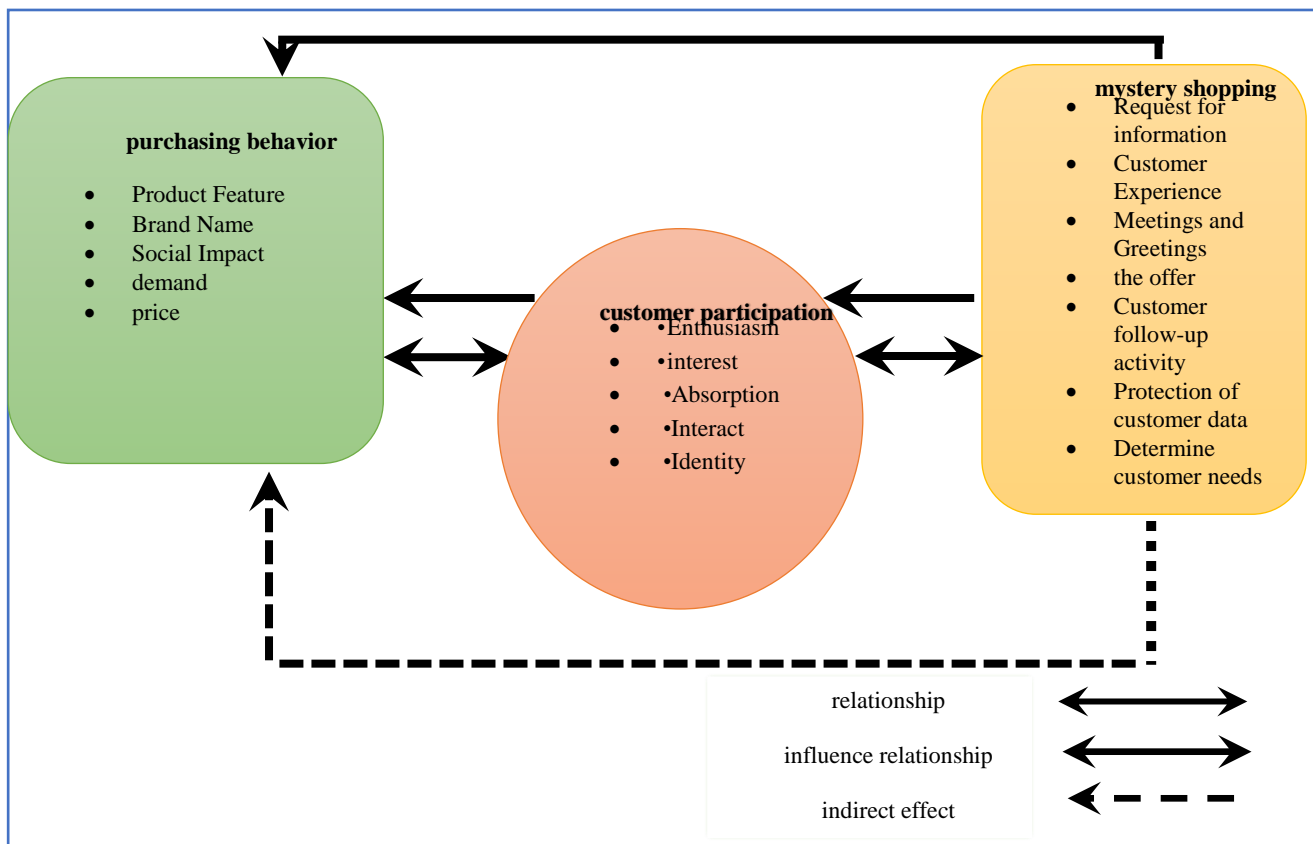 purchasing behavior
• Product Feature
• Brand Name
• Social Impact
• demand
• price
customer participation
• •Enthusiasm
• •interest
• •Absorption
• •Interact
• •Identity
mystery shopping
• Request for
information
• Customer
Experience
• Meetings and
Greetings
• the offer
• Customer
follow-up
activity
• Protection of
customer data
• Determine
customer needs
relationship
influence relationship
indirect effect